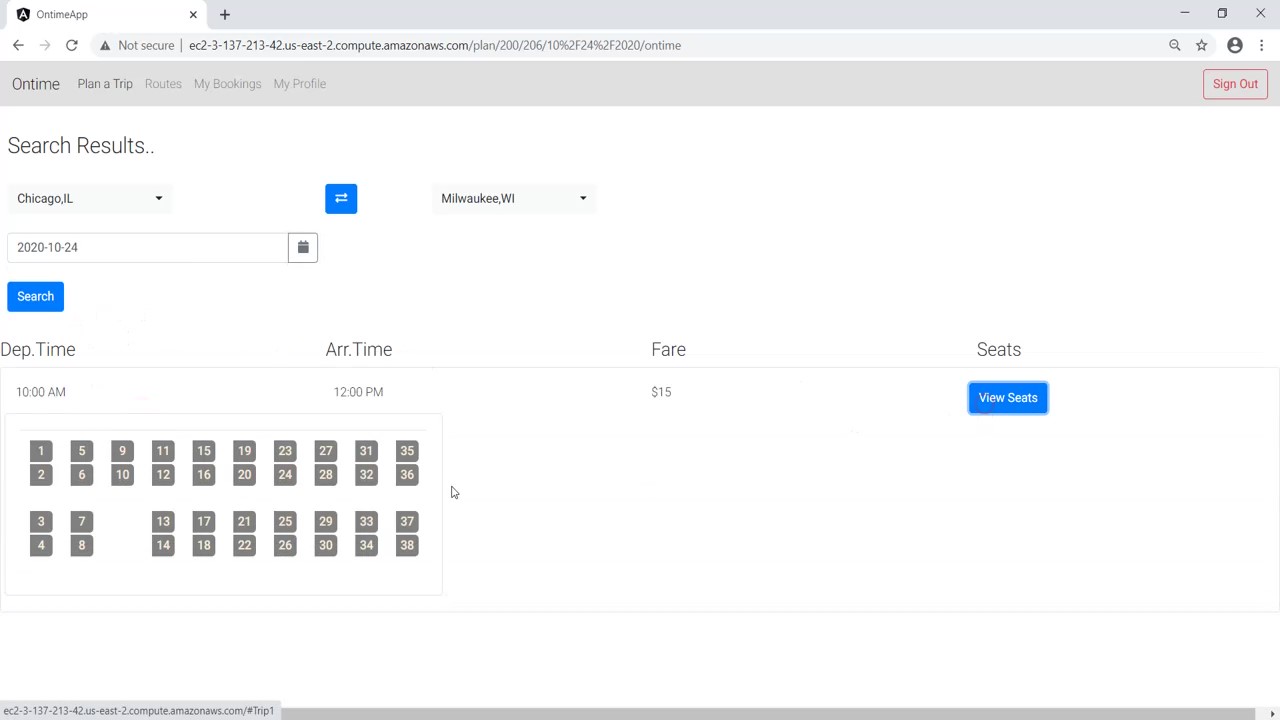 OntimeApp
Not secure
ec2-3-137-213-42.us-east-2.compute.amazonaws.com/plan/200/206/10%2F24%2F2020/ontime
Ontime Plan a Trip Routes My Bookings My Profile Sign Out
Search Results..
Chicago,IL Milwaukee,WI
2020-10-24
Search
Dep.Time Arr.Time Fare Seats
10:00 AM 12:00 PM $15 View Seats
1 5 9 11 15 19 23 27 31 35
2 6 10 12 16 20 24 28 32 36
3 7 13 17 21 25 29 33 37
4 8 14 18 22 26 30 34 38
ec2-3-137-213-42.us-east-2.compute.amazonaws.com/#Trip1